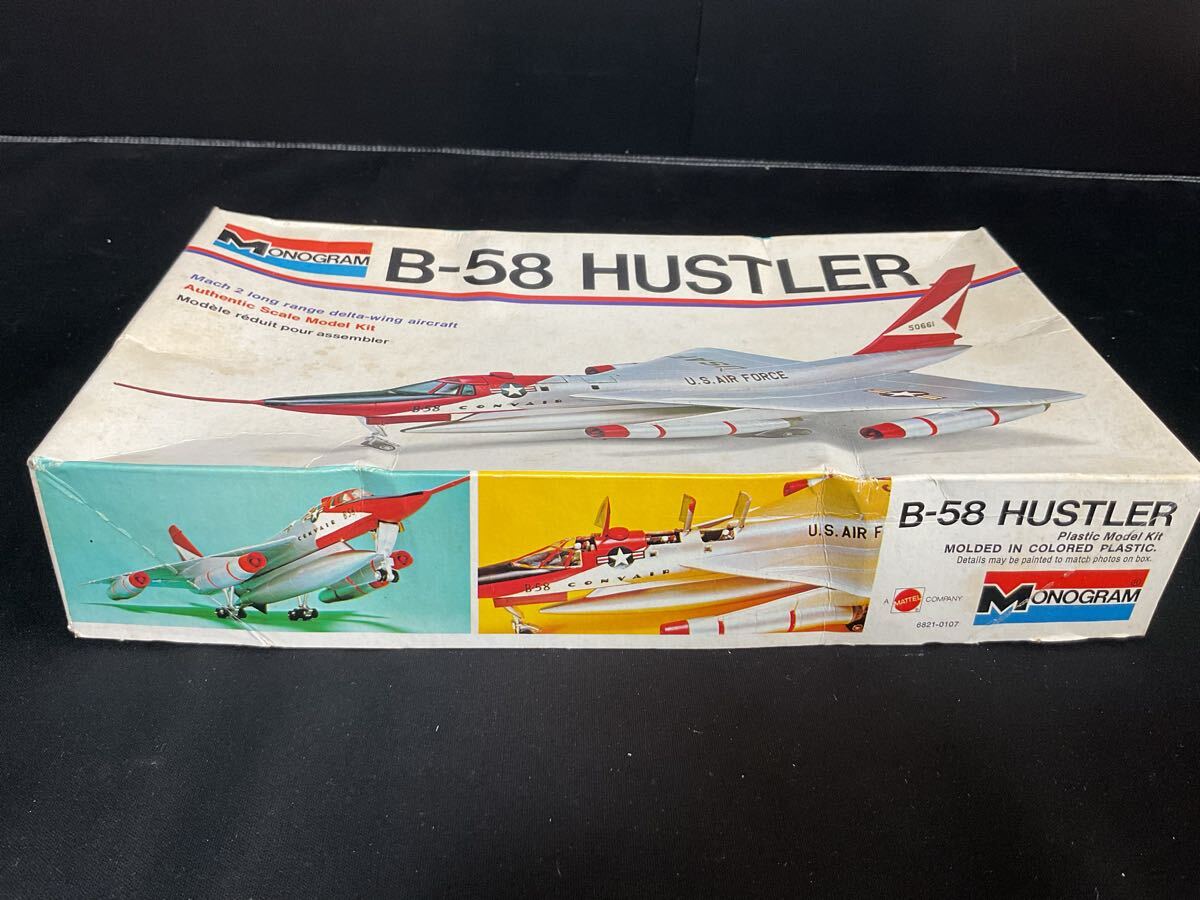 MONOGRAM®
B-58 HUSTLER
Mach 2 long range delta-wing aircraft
Authentic Scale Model Kit
Modèle réduit pour assembler
50661
U.S. AIR FORCE
B-58 CONVAIR
CONVAIR B-58
U.S. AIR F
B-58 CONVAIR
B-58 HUSTLER
Plastic Model Kit
MOLDED IN COLORED PLASTIC.
Details may be painted to match photos on box.
A MATTEL COMPANY
6821-0107
MONOGRAM®